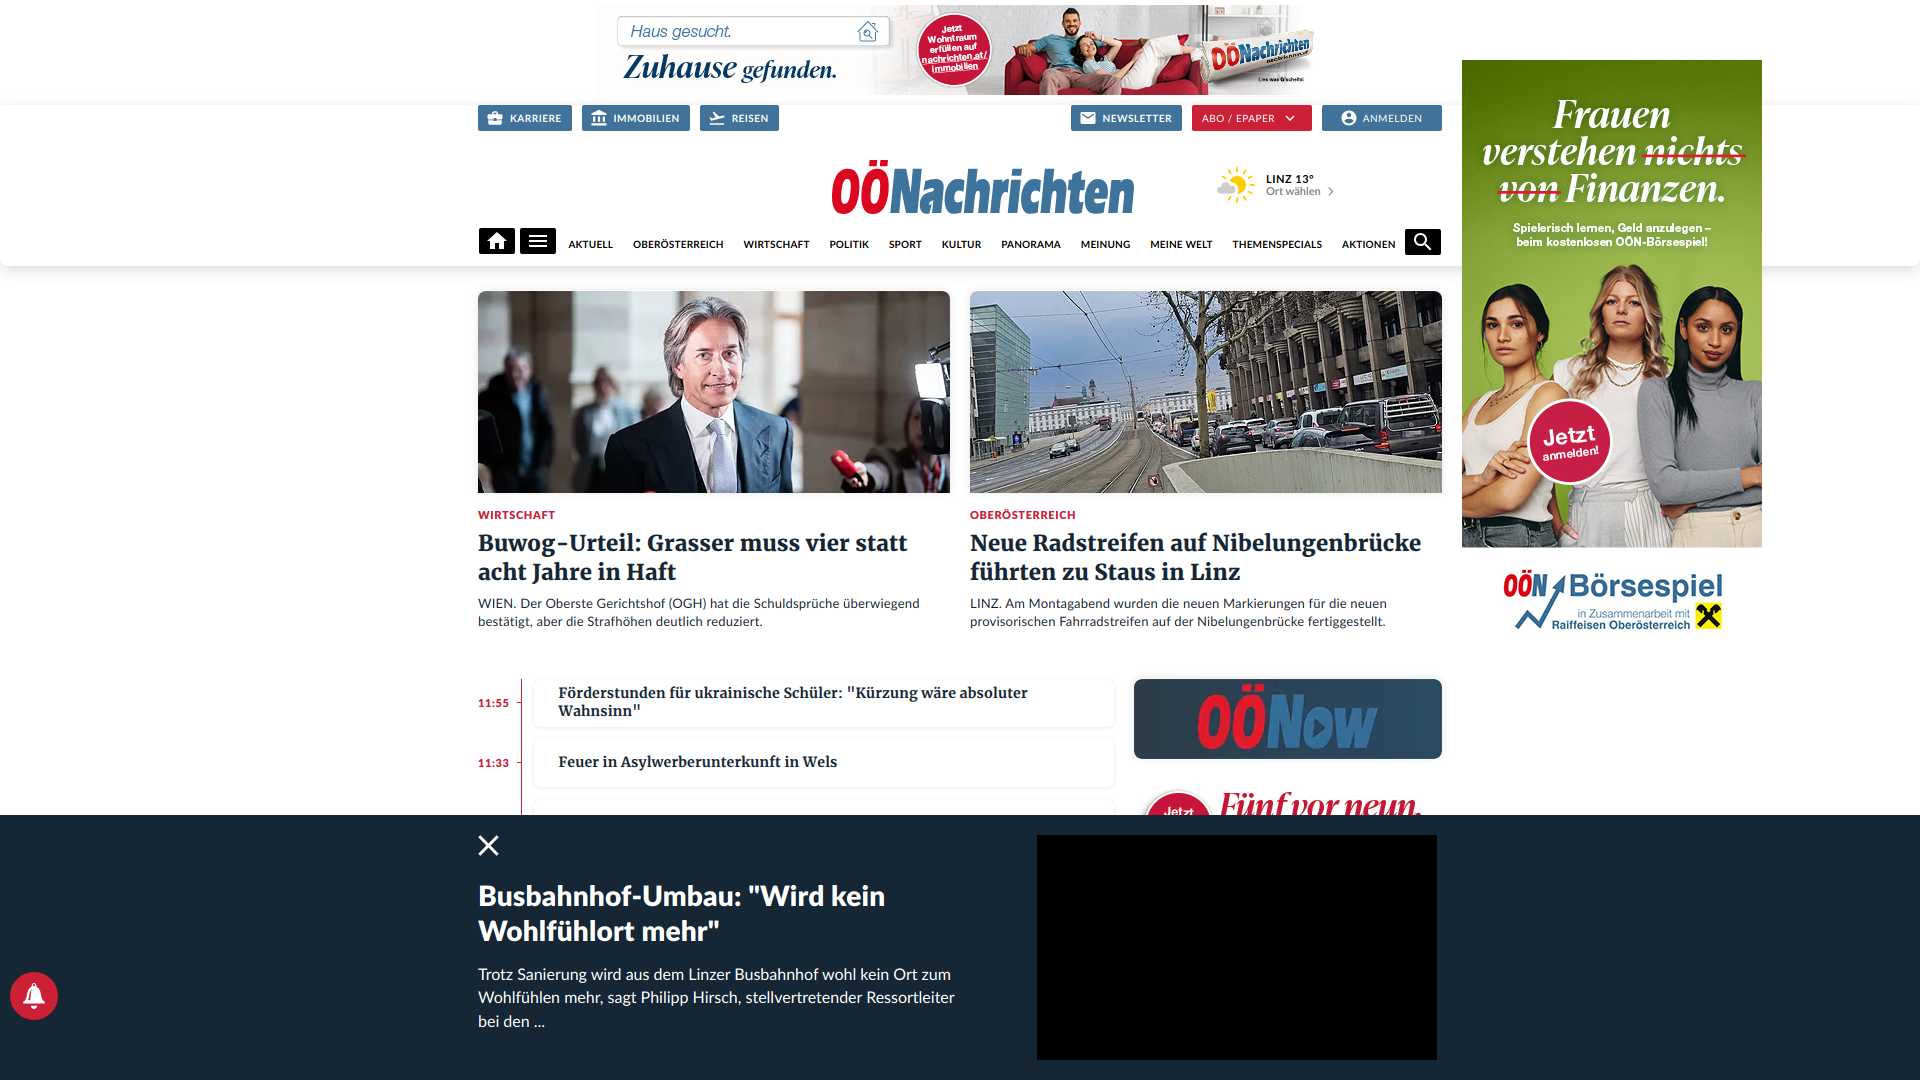 Haus gesucht.
Zuhause gefunden.
Jetzt
Wohntraum
erfüllen auf
nachrichten.at/
immobilien
OÖNachrichten
Lies was G'scheits!
KARRIERE
IMMOBILIEN
REISEN
NEWSLETTER
ABO / EPAPER
ANMELDEN
OÖNachrichten
LINZ 13°
Ort wählen
AKTUELL
OBERÖSTERREICH
WIRTSCHAFT
POLITIK
SPORT
KULTUR
PANORAMA
MEINUNG
MEINE WELT
THEMENSPECIALS
AKTIONEN
Frauen
verstehen nichts
von Finanzen.
Spielerisch lernen, Geld anzulegen –
beim kostenlosen OÖN-Börsespiel!
Jetzt
anmelden!
OÖN Börsespiel
in Zusammenarbeit mit
Raiffeisen Oberösterreich
WIRTSCHAFT
Buwog-Urteil: Grasser muss vier statt
acht Jahre in Haft
WIEN. Der Oberste Gerichtshof (OGH) hat die Schuldsprüche überwiegend
bestätigt, aber die Strafhöhen deutlich reduziert.
OBERÖSTERREICH
Neue Radstreifen auf Nibelungenbrücke
führten zu Staus in Linz
LINZ. Am Montagabend wurden die neuen Markierungen für die neuen
provisorischen Fahrradstreifen auf der Nibelungenbrücke fertiggestellt.
11:55
Förderstunden für ukrainische Schüler: "Kürzung wäre absoluter
Wahnsinn"
11:33
Feuer in Asylwerberunterkunft in Wels
OÖNow
Jetzt
Fünf vor neun.
Busbahnhof-Umbau: "Wird kein
Wohlfühlort mehr"
Trotz Sanierung wird aus dem Linzer Busbahnhof wohl kein Ort zum
Wohlfühlen mehr, sagt Philipp Hirsch, stellvertretender Ressortleiter
bei den ...